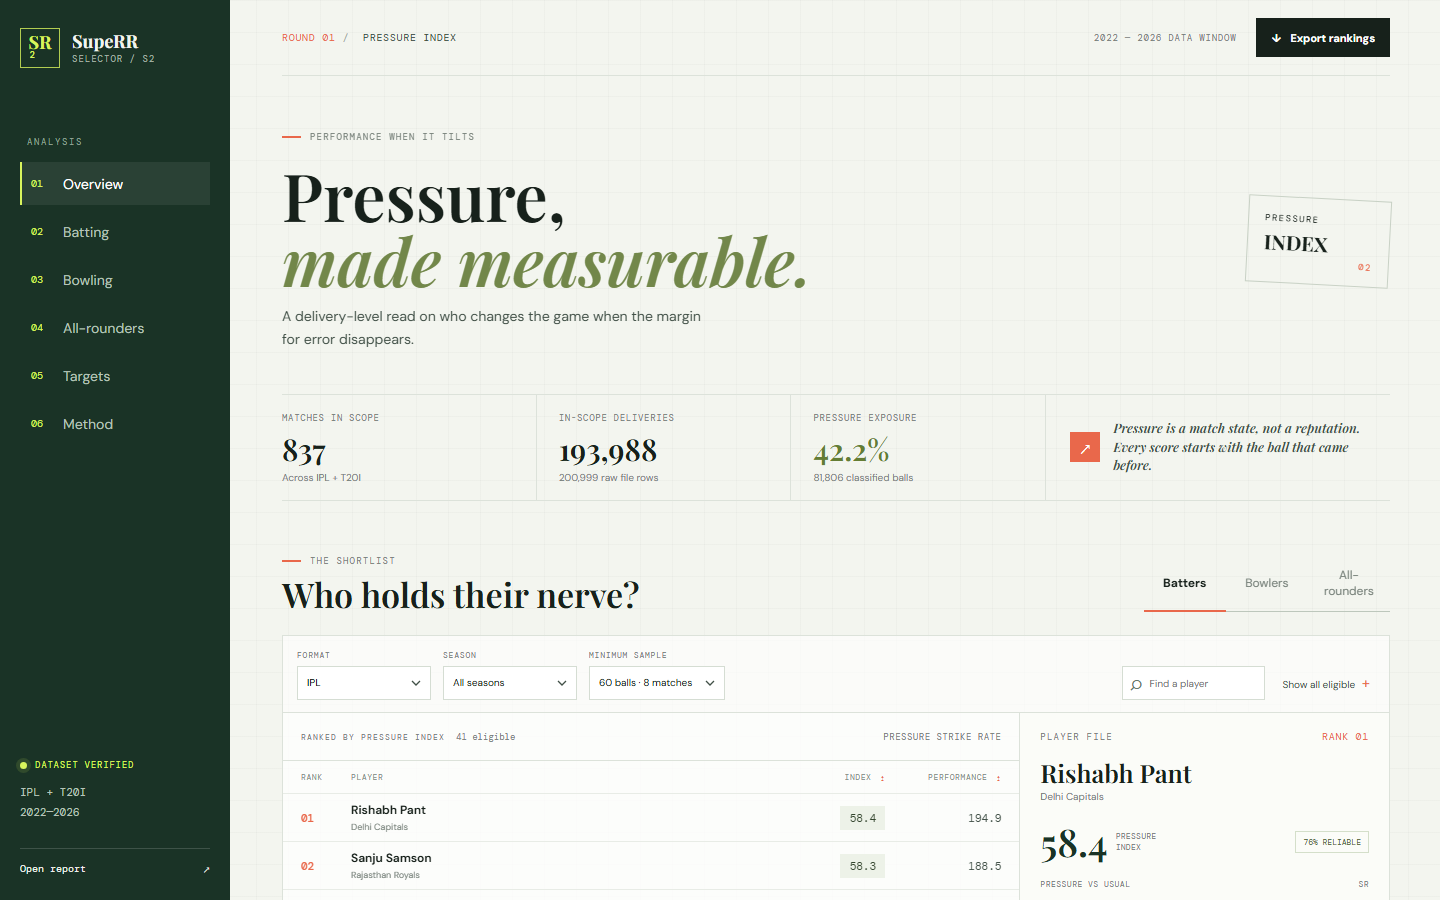 SR
2
SupeRR
SELECTOR / S2
ANALYSIS
01 Overview
02 Batting
03 Bowling
04 All-rounders
05 Targets
06 Method
DATASET VERIFIED
IPL + T20I
2022—2026
Open report ↗
ROUND 01 / PRESSURE INDEX
2022 — 2026 DATA WINDOW
↓ Export rankings
PERFORMANCE WHEN IT TILTS
Pressure,
made measurable.
A delivery-level read on who changes the game when the margin
for error disappears.
PRESSURE
INDEX
02
MATCHES IN SCOPE
837
Across IPL + T20I
IN-SCOPE DELIVERIES
193,988
200,999 raw file rows
PRESSURE EXPOSURE
42.2%
81,806 classified balls
↗
Pressure is a match state, not a reputation.
Every score starts with the ball that came
before.
THE SHORTLIST
Who holds their nerve?
Batters
Bowlers
All-
rounders
FORMAT
IPL
SEASON
All seasons
MINIMUM SAMPLE
60 balls · 8 matches
Find a player
Show all eligible +
RANKED BY PRESSURE INDEX 41 eligible
PRESSURE STRIKE RATE
RANK PLAYER INDEX ↕ PERFORMANCE ↕
01 Rishabh Pant 58.4 194.9
Delhi Capitals
02 Sanju Samson 58.3 188.5
Rajasthan Royals
PLAYER FILE RANK 01
Rishabh Pant
Delhi Capitals
58.4
PRESSURE
INDEX
76% RELIABLE
PRESSURE VS USUAL SR